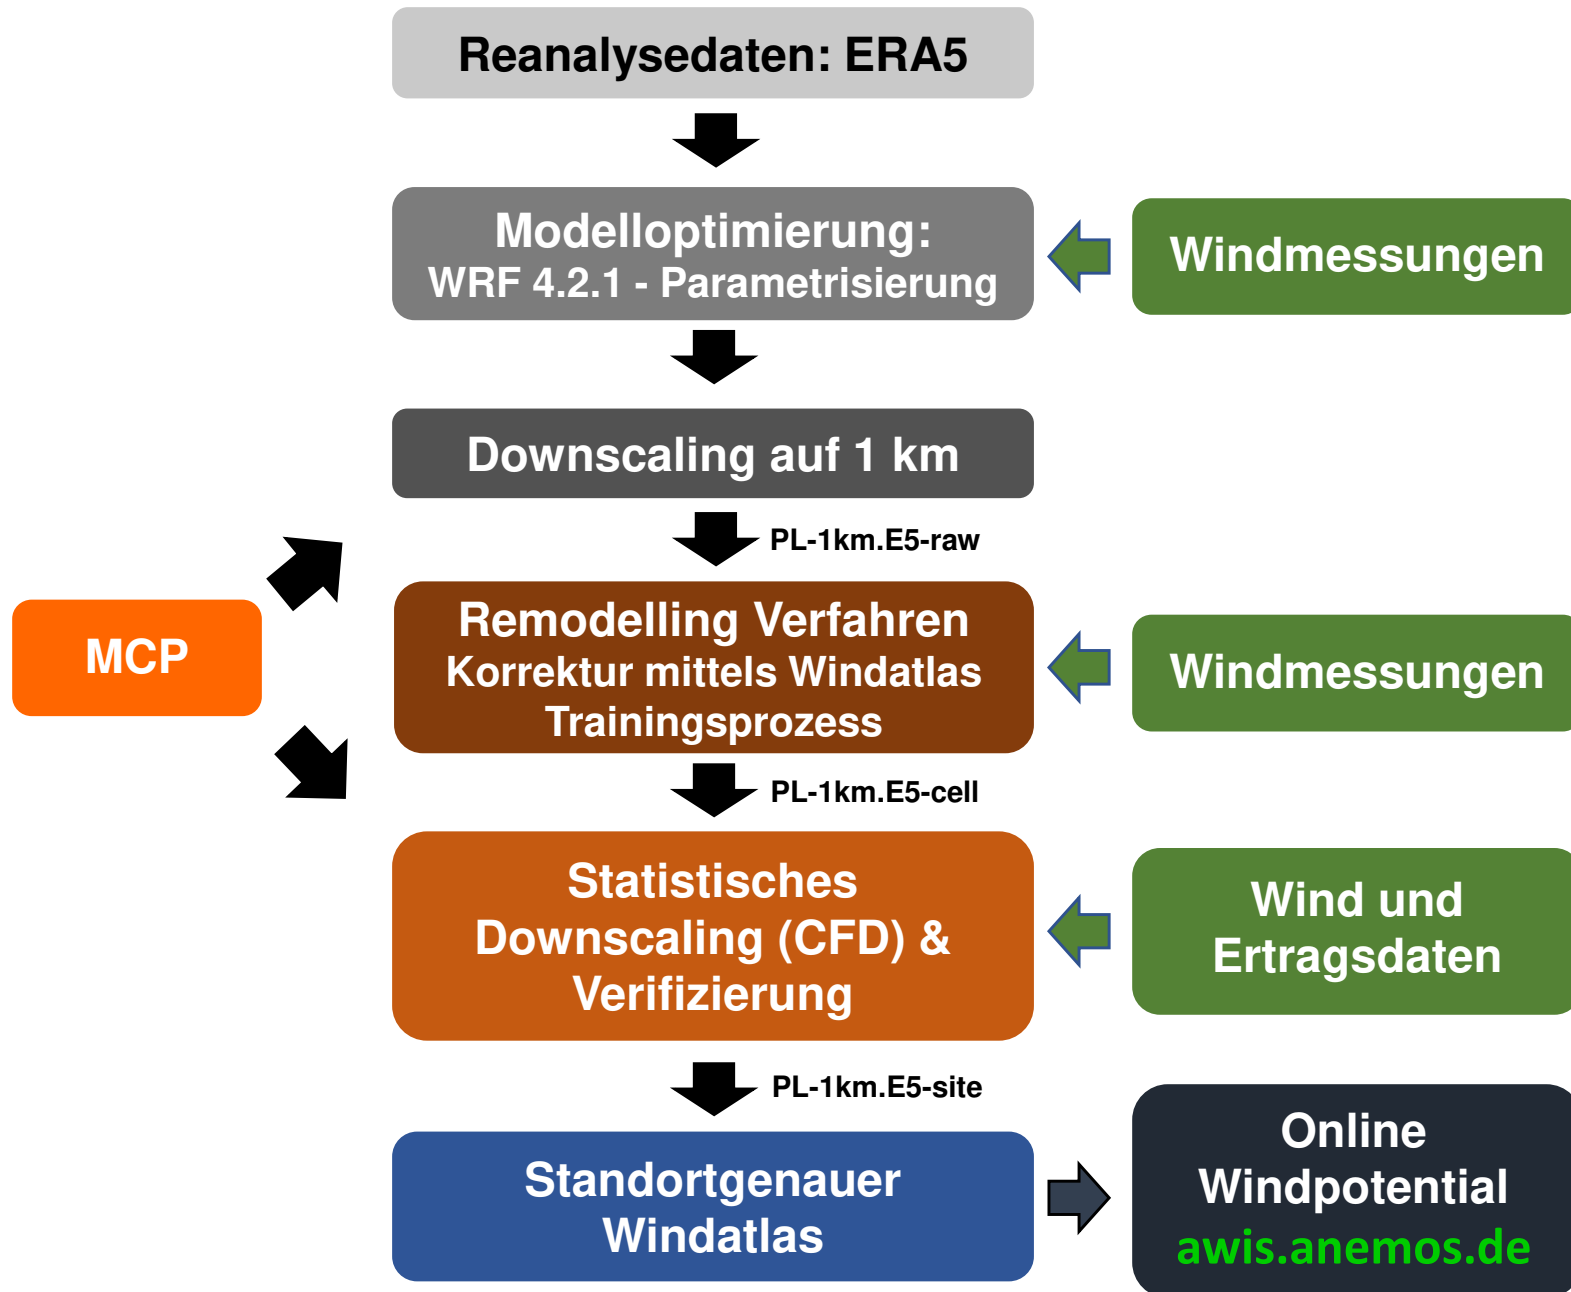 Reanalysedaten: ERA5
Modelloptimierung:
WRF 4.2.1 - Parametrisierung
Windmessungen
Downscaling auf 1 km
PL-1km.E5-raw
MCP
Remodelling Verfahren
Korrektur mittels Windatlas
Trainingsprozess
Windmessungen
PL-1km.E5-cell
Statistisches
Downscaling (CFD) &
Verifizierung
Wind und
Ertragsdaten
PL-1km.E5-site
Standortgenauer
Windatlas
Online
Windpotential
awis.anemos.de